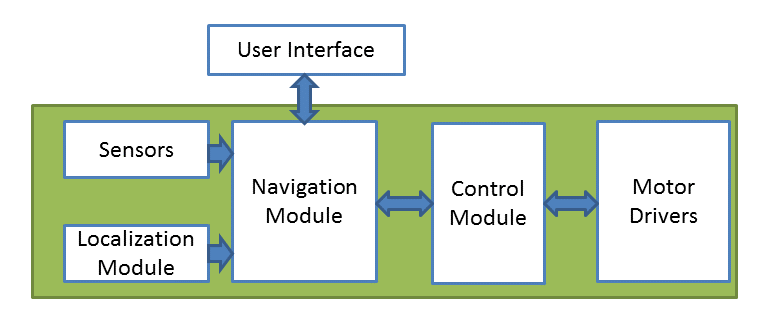 User Interface
Sensors
Navigation
Module
Control
Module
Motor
Drivers
Localization
Module